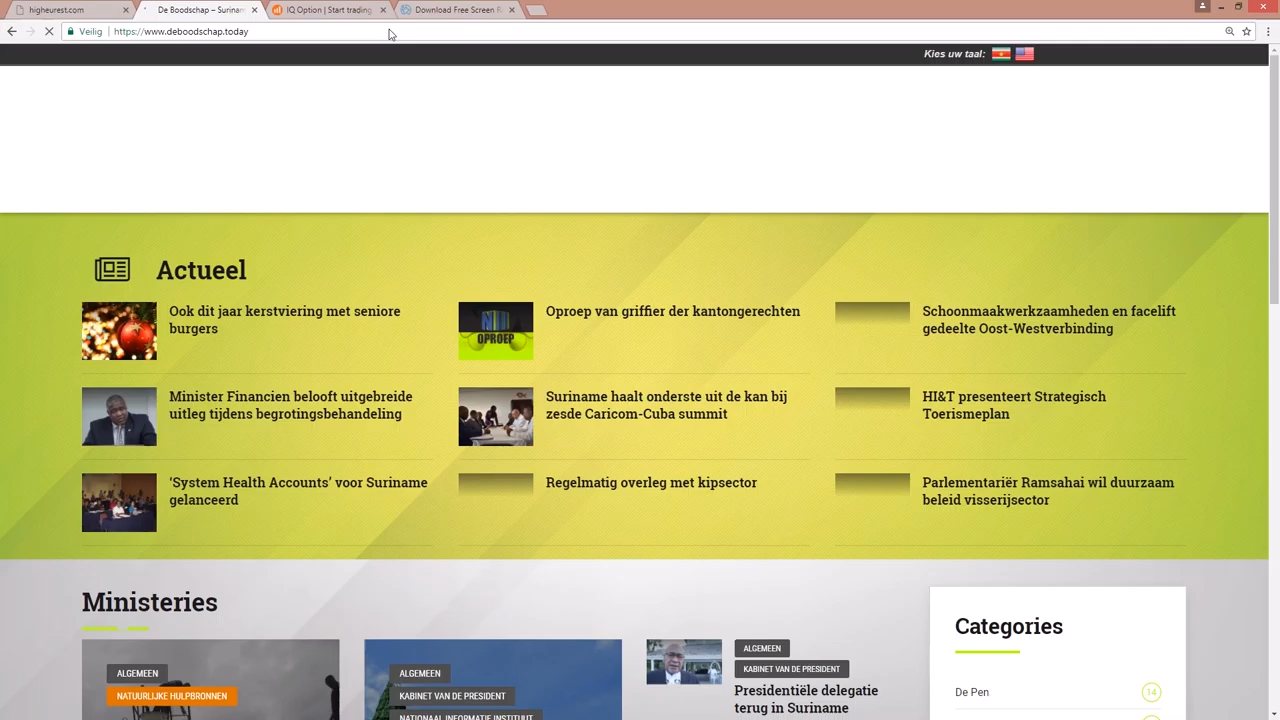 higheurest.com
De Boodschap – Surinam
IQ Option | Start trading
Download Free Screen R
Veilig
https://www.deboodschap.today
Kies uw taal:
Actueel
Ook dit jaar kerstviering met seniore
burgers
Oproep van griffier der kantongerechten
Schoonmaakwerkzaamheden en facelift
gedeelte Oost-Westverbinding
OPROEP
Minister Financien belooft uitgebreide
uitleg tijdens begrotingsbehandeling
Suriname haalt onderste uit de kan bij
zesde Caricom-Cuba summit
HI&T presenteert Strategisch
Toerismeplan
‘System Health Accounts’ voor Suriname
gelanceerd
Regelmatig overleg met kipsector
Parlementariër Ramsahai wil duurzaam
beleid visserijsector
Ministeries
ALGEMEEN
NATUURLIJKE HULPBRONNEN
ALGEMEEN
KABINET VAN DE PRESIDENT
NATIONAAL INFORMATIE INSTITUUT
ALGEMEEN
KABINET VAN DE PRESIDENT
Presidentiële delegatie
terug in Suriname
Categories
De Pen
14